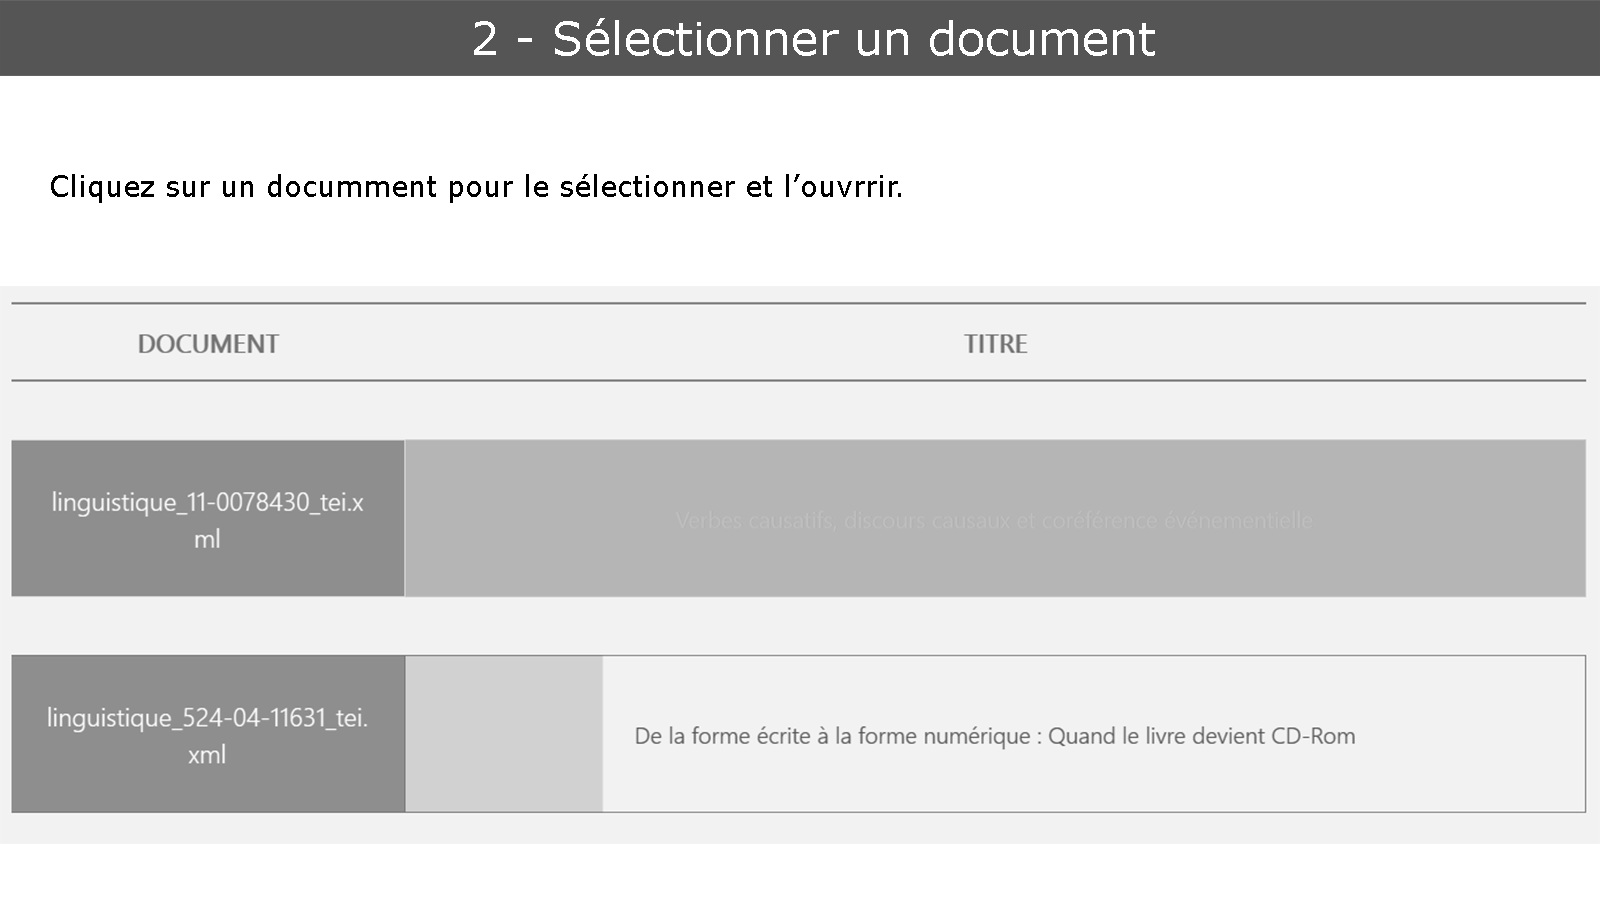 2 - Sélectionner un document
Cliquez sur un documment pour le sélectionner et l’ouvrrir.
DOCUMENT TITRE
linguistique_11-0078430_tei.x
ml
Verbes causatifs, discours causaux et coréférence événementielle
linguistique_524-04-11631_tei.
xml
De la forme écrite à la forme numérique : Quand le livre devient CD-Rom